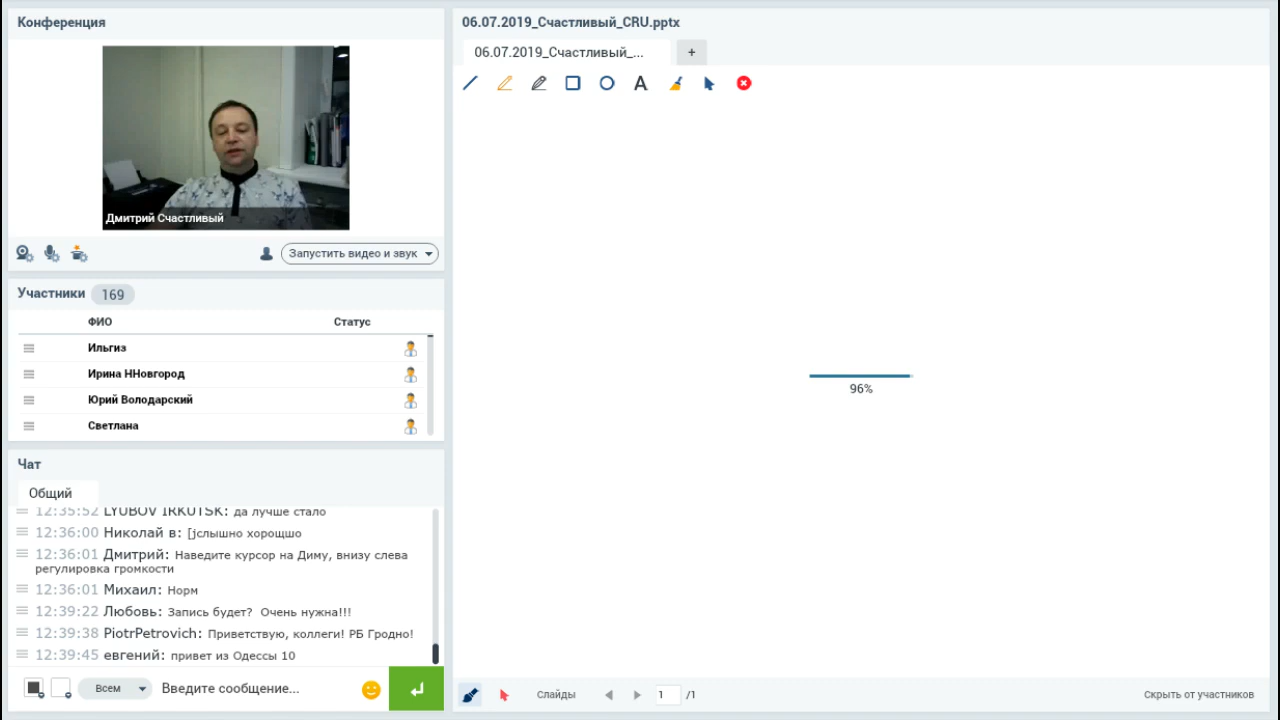 Конференция
Дмитрий Счастливый
Запустить видео и звук
Участники 169
ФИО Статус
Ильгиз
Ирина ННовгород
Юрий Володарский
Светлана
Чат
Общий
12:35:52 LYUBOV IRKUTSK: да лучше стало
12:36:00 Николай в: [jслышно хорощшо
12:36:01 Дмитрий: Наведите курсор на Диму, внизу слева
регулировка громкости
12:36:01 Михаил: Норм
12:39:22 Любовь: Запись будет? Очень нужна!!!
12:39:38 PiotrPetrovich: Приветствую, коллеги! РБ Гродно!
12:39:45 евгений: привет из Одессы 10
Всем Введите сообщение...
06.07.2019_Счастливый_CRU.pptx
06.07.2019_Счастливый_... +
A
96%
Слайды 1 /1 Скрыть от участников